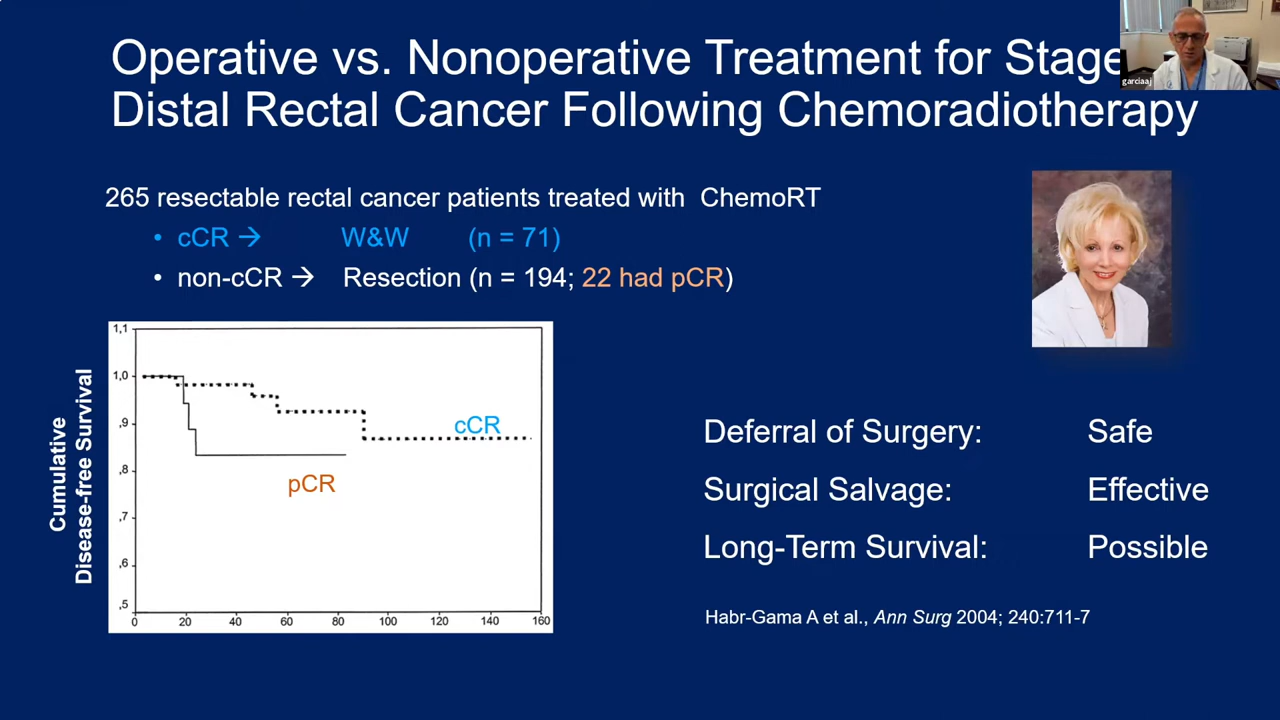 Operative vs. Nonoperative Treatment for Stage
Distal Rectal Cancer Following Chemoradiotherapy
garciaaj
265 resectable rectal cancer patients treated with ChemoRT
• cCR → W&W (n = 71)
• non-cCR → Resection (n = 194; 22 had pCR)
Cumulative
Disease-free Survival
1,1
1,0
,9
,8
,7
,6
,5
cCR
pCR
0 20 40 60 80 100 120 140 160
Deferral of Surgery: Safe
Surgical Salvage: Effective
Long-Term Survival: Possible
Habr-Gama A et al., Ann Surg 2004; 240:711-7